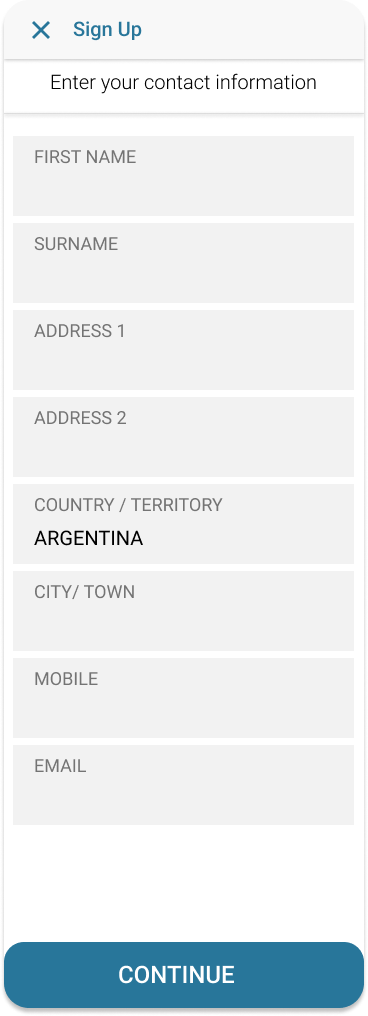 Sign Up
Enter your contact information
FIRST NAME
SURNAME
ADDRESS 1
ADDRESS 2
COUNTRY / TERRITORY
ARGENTINA
CITY/ TOWN
MOBILE
EMAIL
CONTINUE